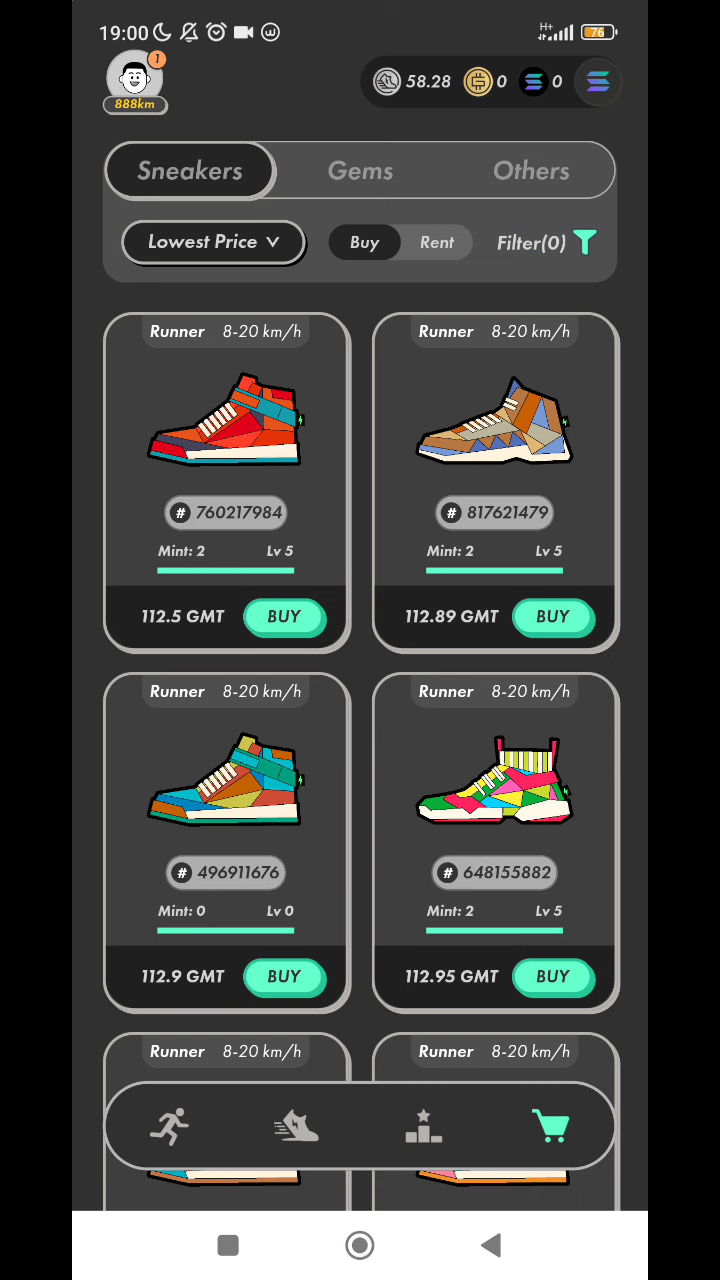 19:00 H+ 76
1
888km 58.28 0 0
Sneakers Gems Others
Lowest Price Buy Rent Filter(0)
Runner 8-20 km/h Runner 8-20 km/h
# 760217984 # 817621479
Mint: 2 Lv 5 Mint: 2 Lv 5
112.5 GMT BUY 112.89 GMT BUY
Runner 8-20 km/h Runner 8-20 km/h
# 496911676 # 648155882
Mint: 0 Lv 0 Mint: 2 Lv 5
112.9 GMT BUY 112.95 GMT BUY
Runner 8-20 km/h Runner 8-20 km/h